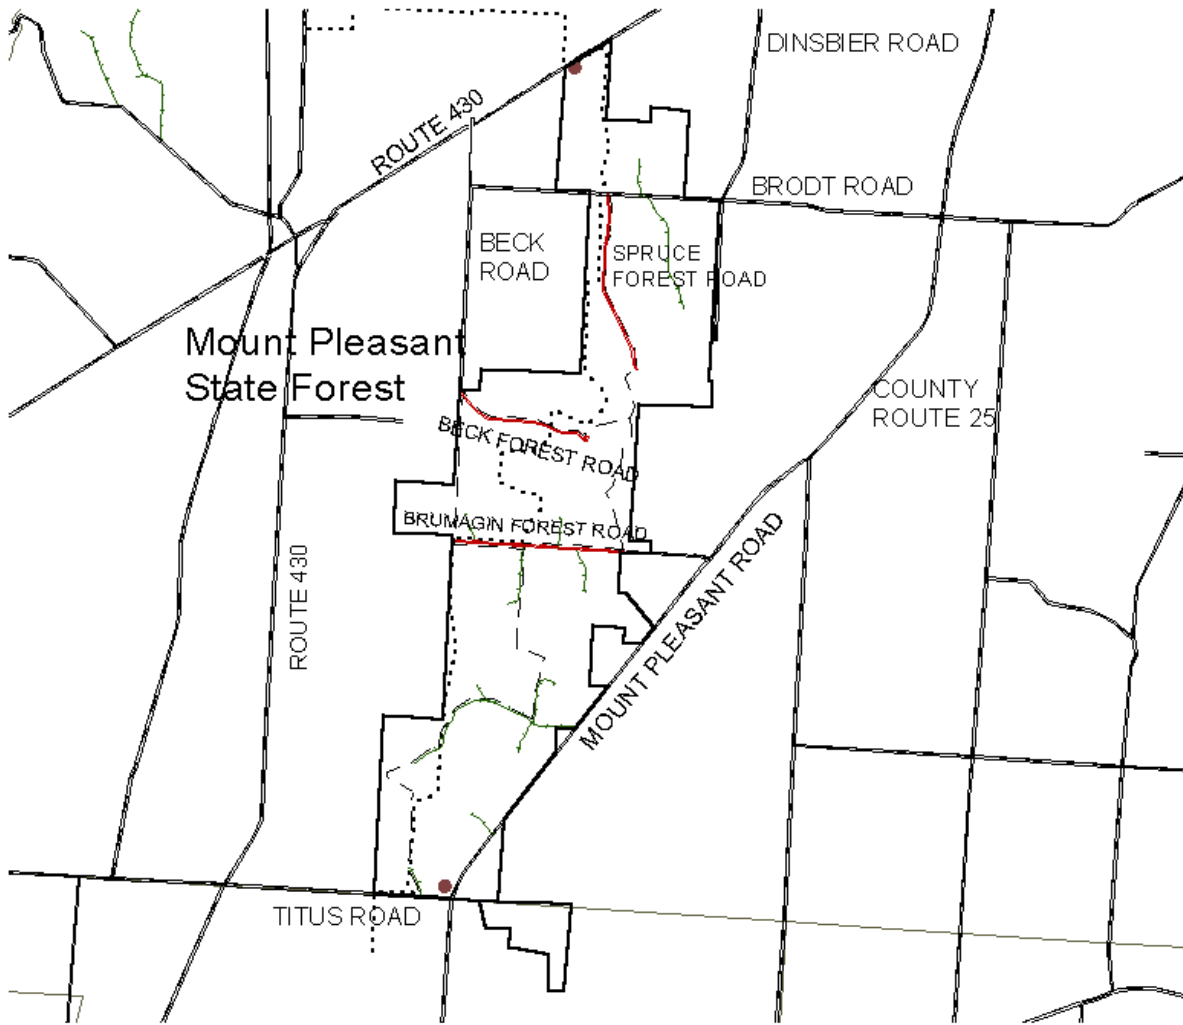 DINSBIER ROAD
ROUTE 430
BRODT ROAD
BECK
ROAD
SPRUCE
FOREST ROAD
Mount Pleasant
State Forest
COUNTY
ROUTE 25
BECK FOREST ROAD
BRUMAGIN FOREST ROAD
ROUTE 430
MOUNT PLEASANT ROAD
TITUS ROAD